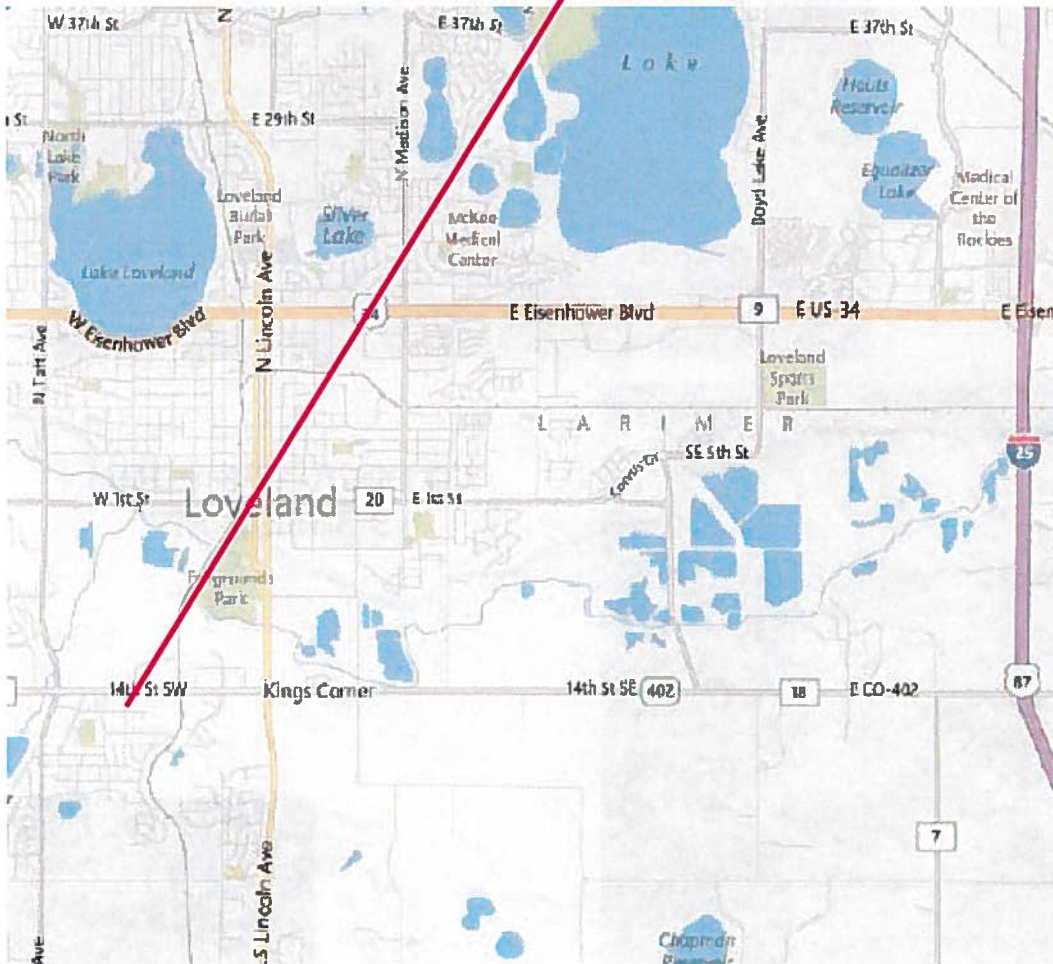 W 37th St
N
E 37th St
E 37th St
Lake
Houts
Reservoir
St
E 29th St
N Madison Ave
Boyd Lake Ave
North
Lake
Park
Equalizer
Lake
Medical
Center of
the
Rockies
Loveland
Burial
Park
Silver
Lake
McKee
Medical
Center
Lake Loveland
N Lincoln Ave
W Eisenhower Blvd
34
E Eisenhower Blvd
9
E US-34
E Eisen
N Taft Ave
Loveland
Sports
Park
LARIMER
SE 5th St
25
W 1st St
Loveland
20
E 1st St
Park
14th St SW
Kings Corner
14th St SE
402
18
E CO-402
87
7
S Lincoln Ave
Ave
Chapman